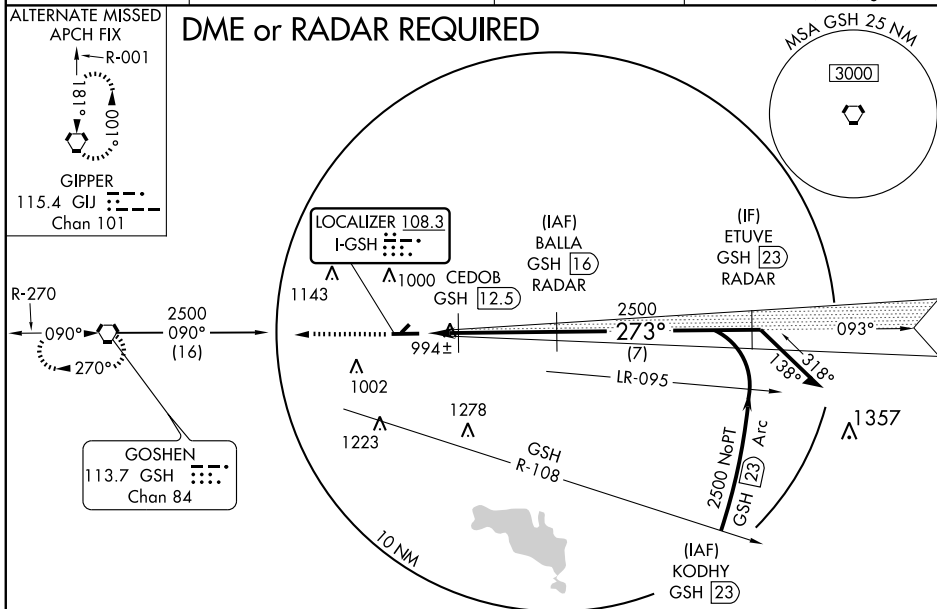 ALTERNATE MISSED
APCH FIX
R-001
181°
001°
GIPPER
115.4 GIJ
Chan 101
DME or RADAR REQUIRED
MSA GSH 25 NM
3000
LOCALIZER 108.3
I-GSH
1143
1000
CEDOB
GSH 12.5
(IAF)
BALLA
GSH 16
RADAR
(IF)
ETUVE
GSH 23
RADAR
R-270
090°
270°
2500
090°
(16)
994±
2500
273°
(7)
093°
LR-095
318°
138°
1002
1223
1278
1357
GSH
R-108
2500 NoPT
GSH 23 Arc
GOSHEN
113.7 GSH
Chan 84
10 NM
(IAF)
KODHY
GSH 23